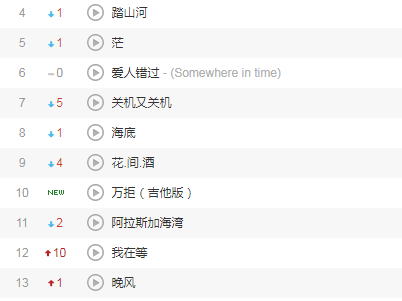 4 1 踏山河
5 1 茫
6 0 爱人错过 - (Somewhere in time)
7 5 关机又关机
8 1 海底
9 4 花.间.酒
10 NEW 万拒（吉他版）
11 2 阿拉斯加海湾
12 10 我在等
13 1 晚风